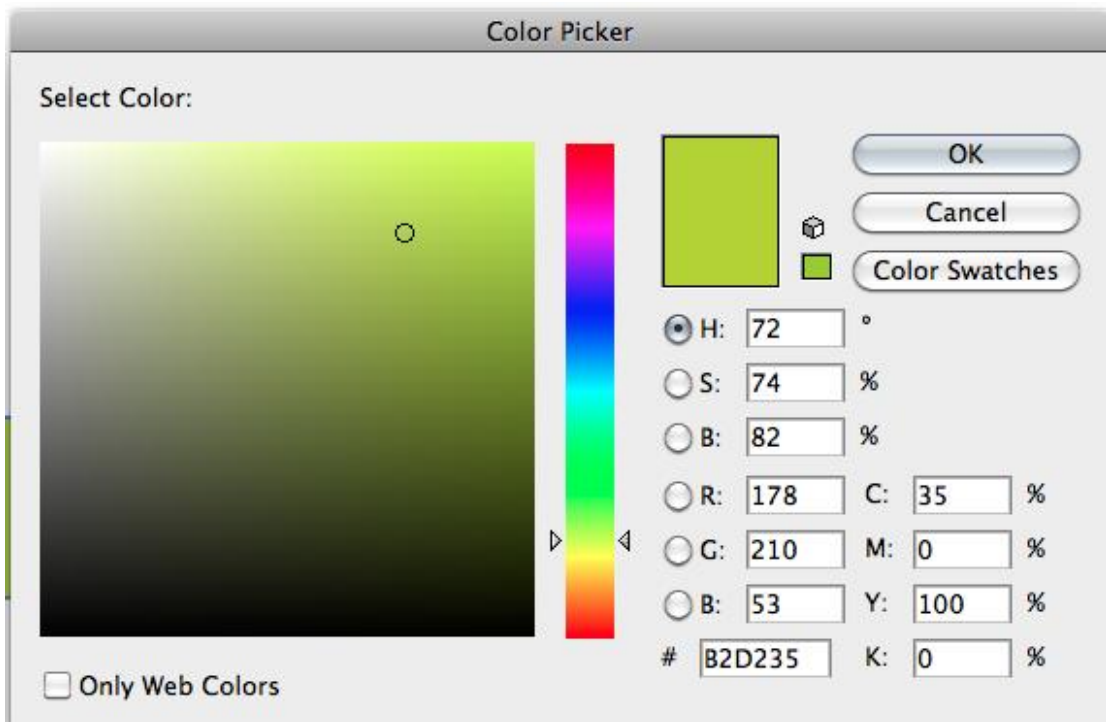 Color Picker
Select Color:
OK
Cancel
Color Swatches
H: 72 °
S: 74 %
B: 82 %
R: 178 C: 35 %
G: 210 M: 0 %
B: 53 Y: 100 %
# B2D235 K: 0 %
Only Web Colors